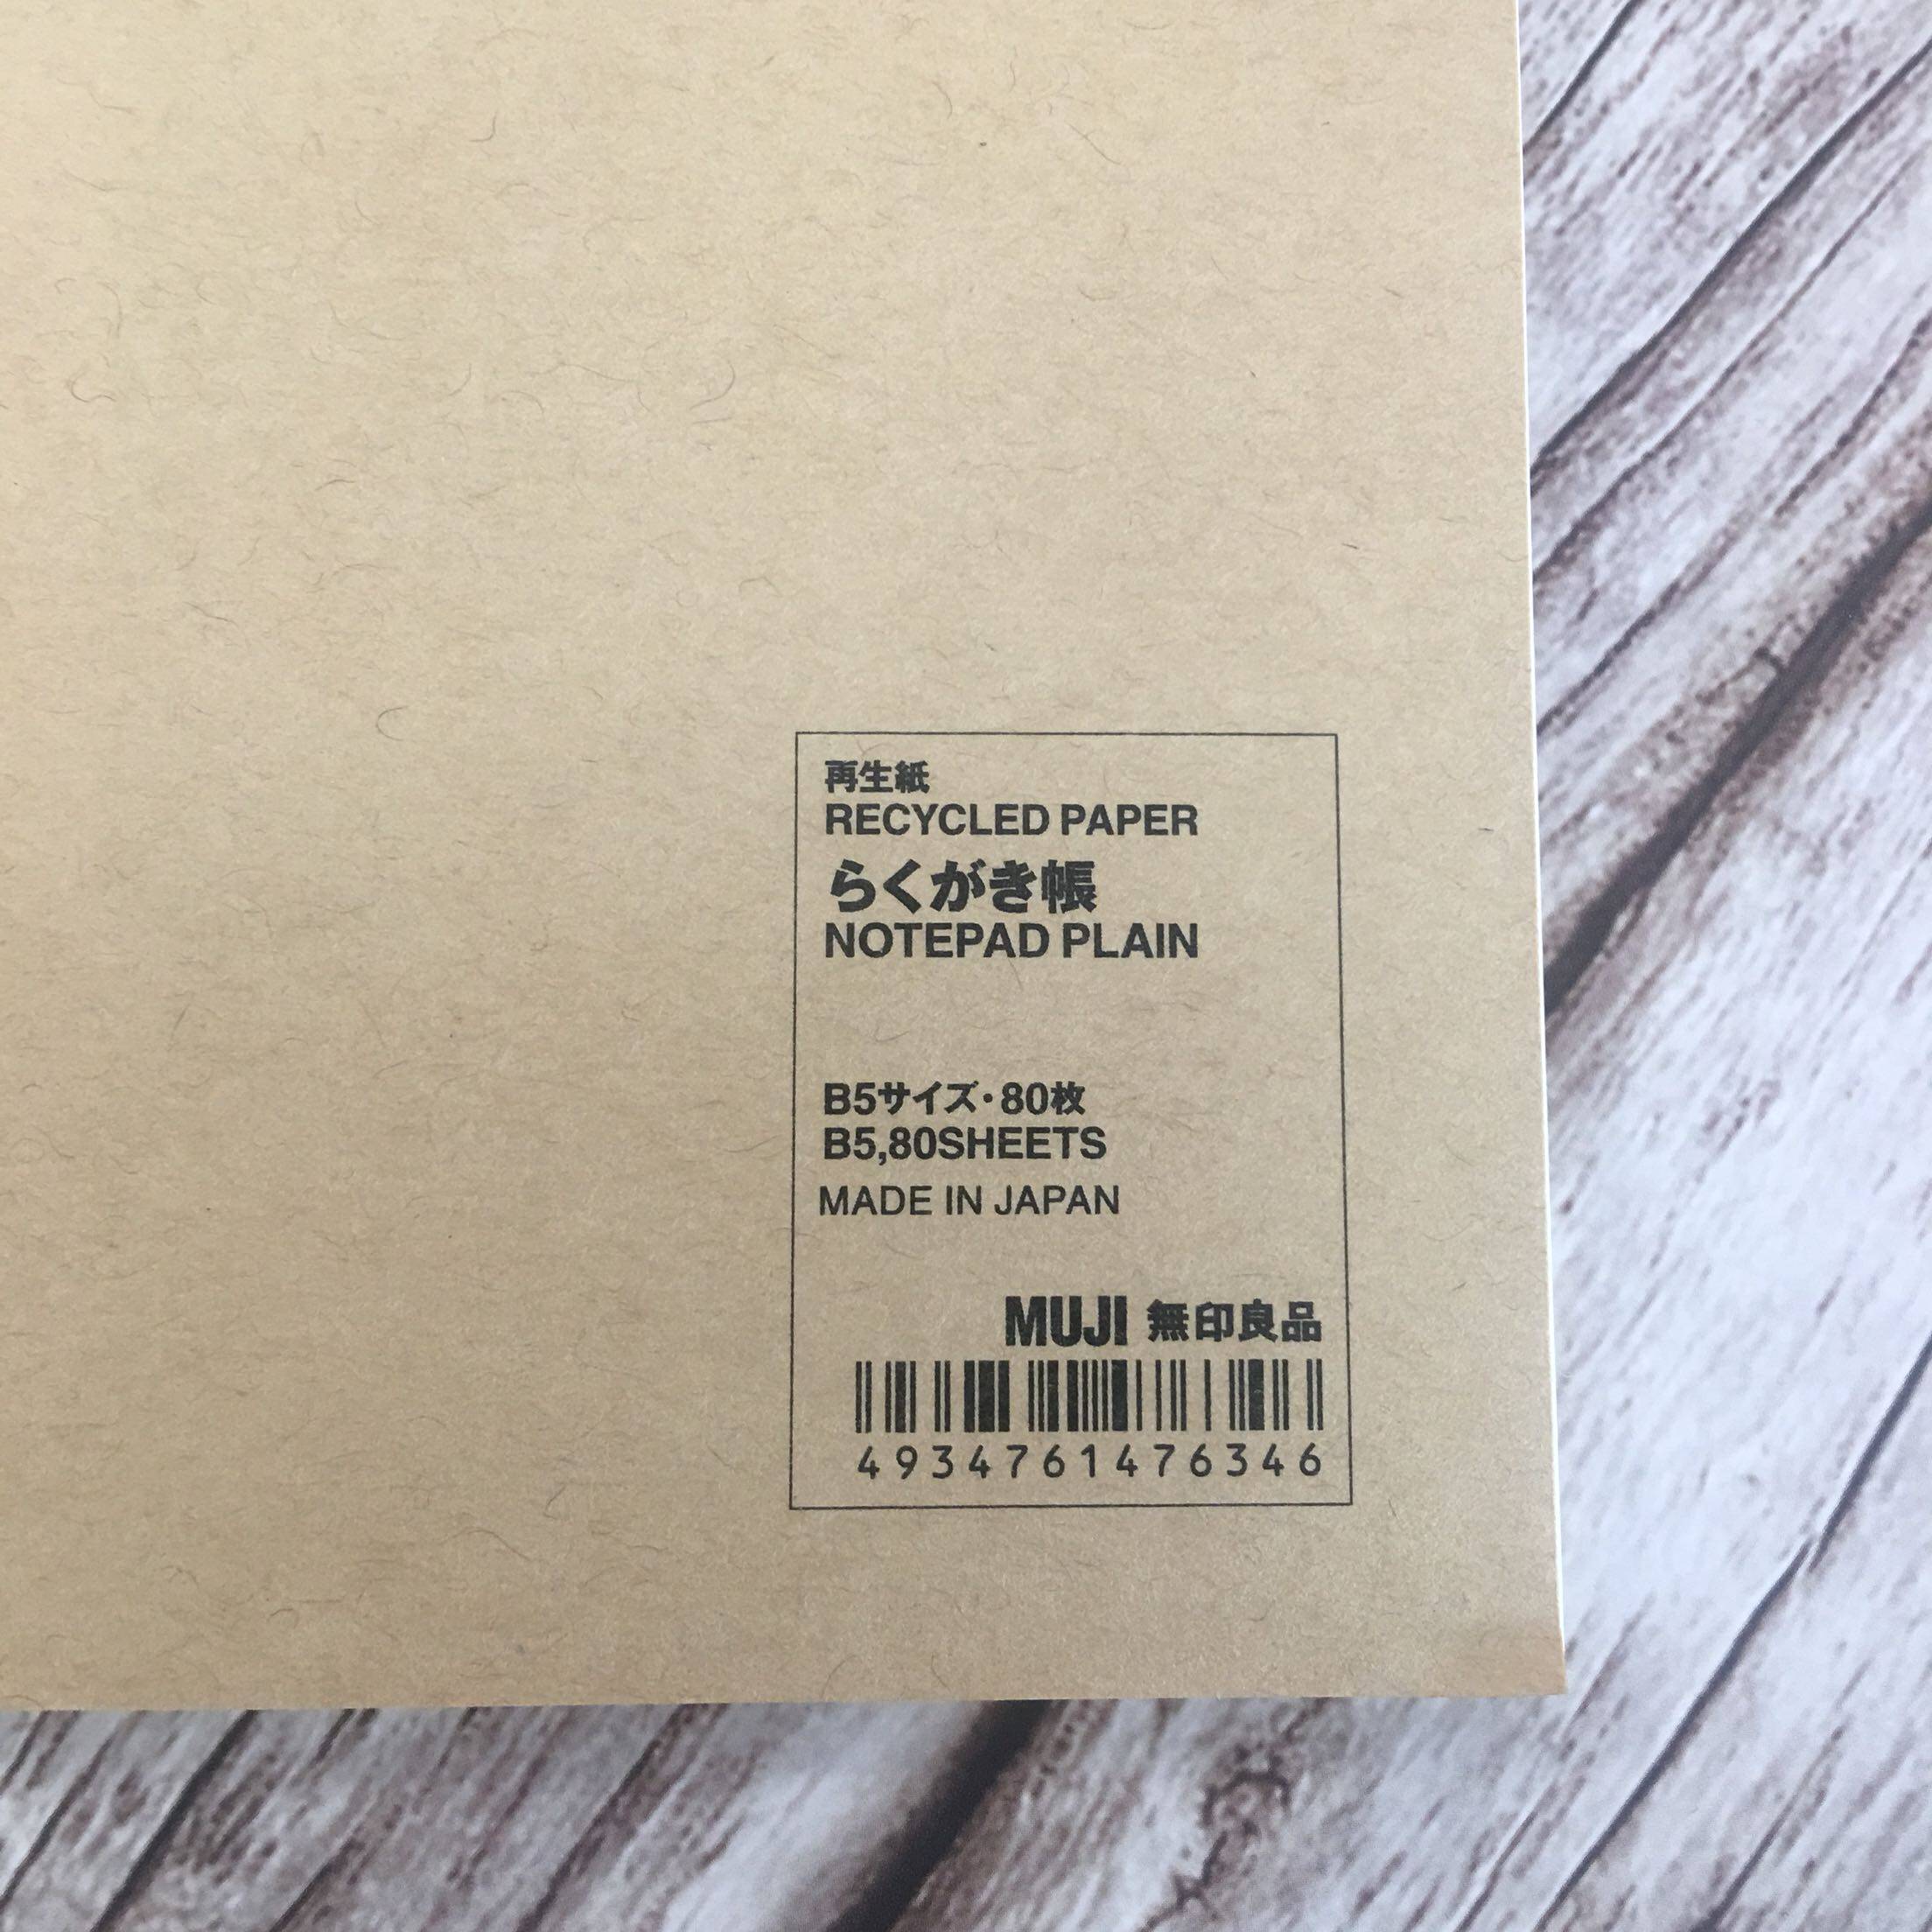 再生紙
RECYCLED PAPER
らくがき帳
NOTEPAD PLAIN
B5サイズ・80枚
B5,80SHEETS
MADE IN JAPAN
MUJI 無印良品
4934761476346